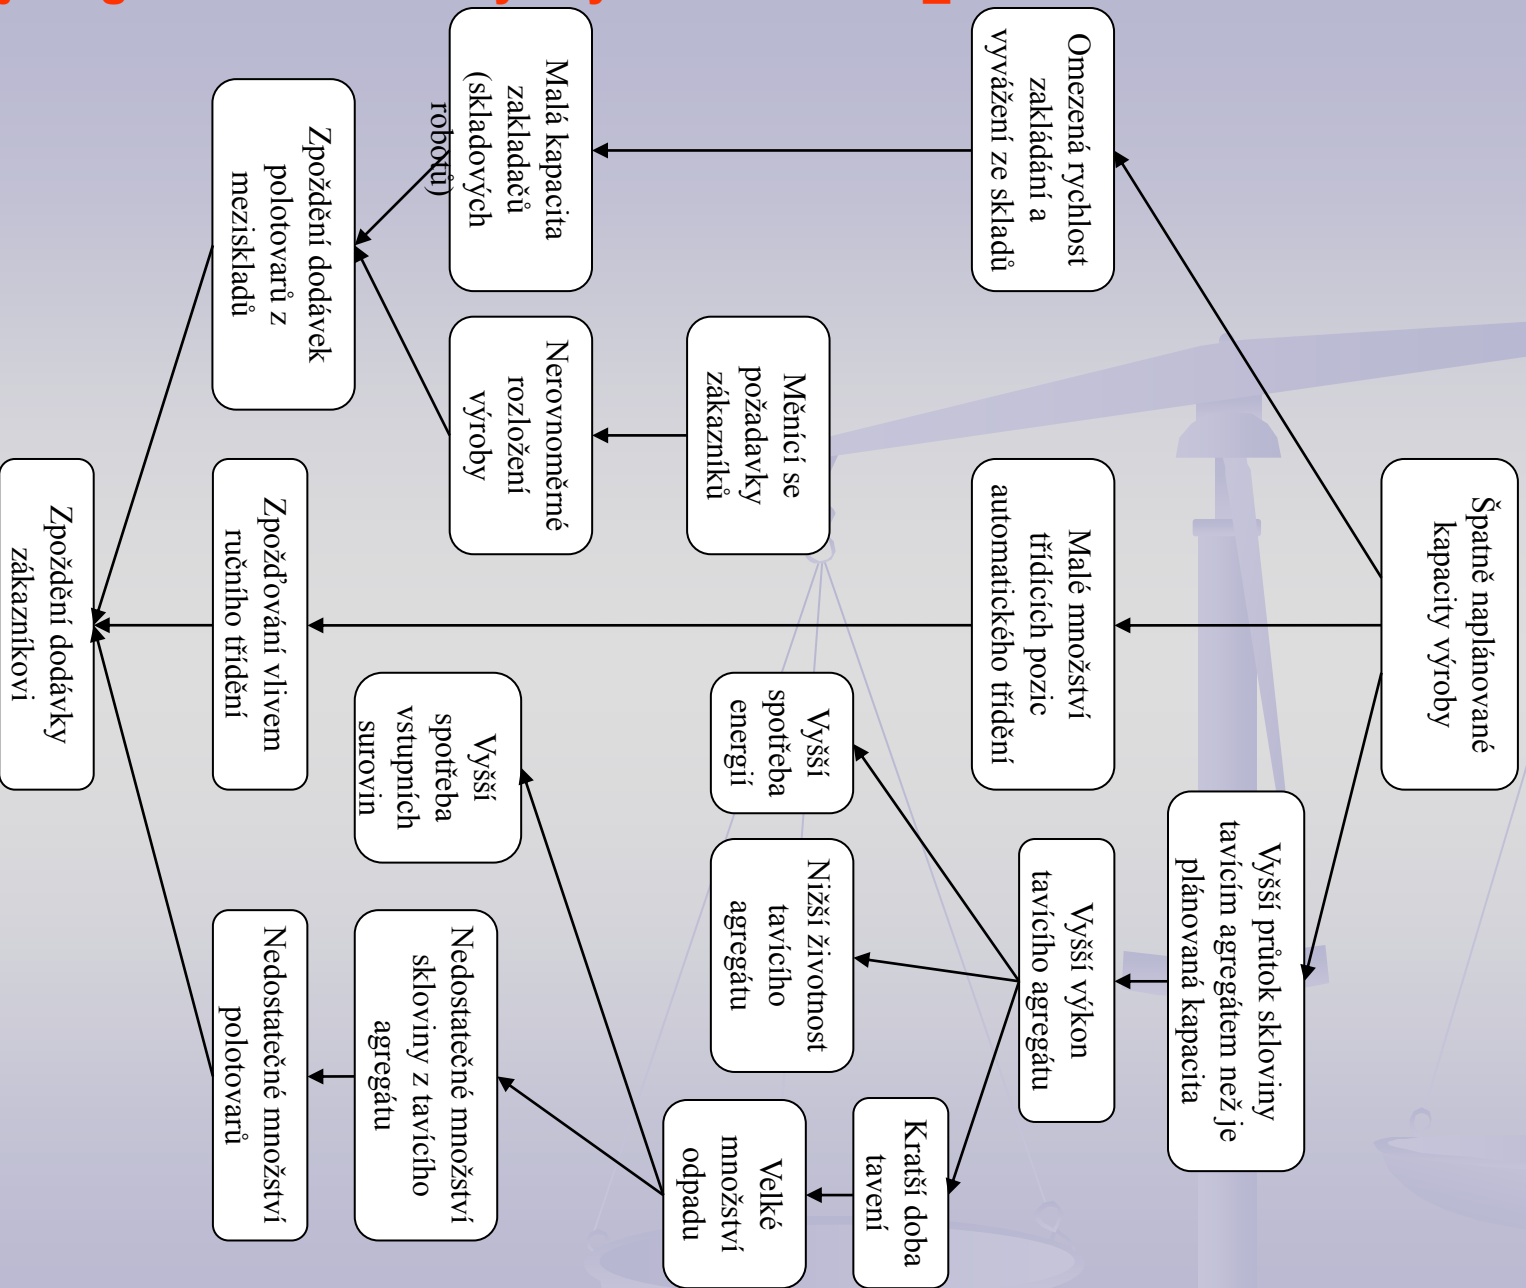 Špatně naplánované
kapacity výroby
Omezená rychlost
zakládání a
vyvážení ze skladů
Malé množství
třídících pozic
automatického třídění
Vyšší průtok skloviny
tavícím agregátem než je
plánovaná kapacita
Vyšší výkon
tavícího agregátu
Měnící se
požadavky
zákazníků
Vyšší
spotřeba
energií
Nižší životnost
tavícího
agregátu
Kratší doba
tavení
Malá kapacita
zakladačů
(skladových
robotů)
Nerovnoměrné
rozložení
výroby
Velké
množství
odpadu
Vyšší
spotřeba
vstupních
surovin
Nedostatečné množství
skloviny z tavícího
agregátu
Zpoždění dodávek
polotovarů z
meziskladů
Zpožďování vlivem
ručního třídění
Nedostatečné množství
polotovarů
Zpoždění dodávky
zákazníkovi